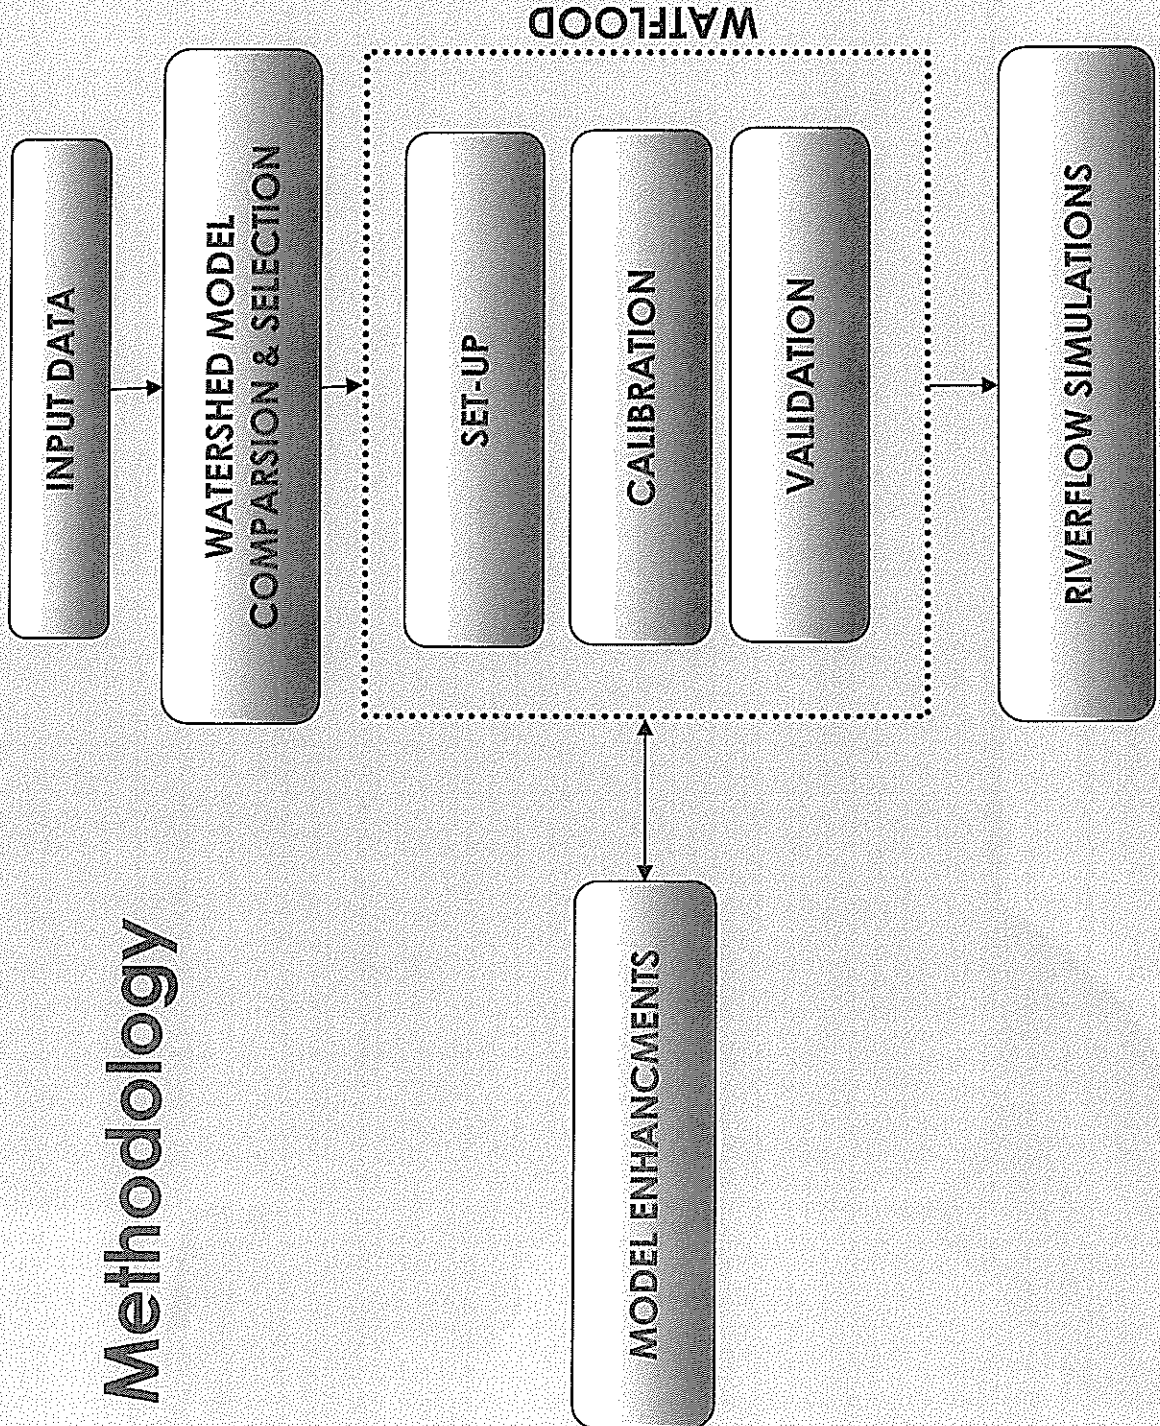 Methodology
INPUT DATA
WATERSHED MODEL
COMPARSION & SELECTION
WATFLOOD
SET-UP
CALIBRATION
VALIDATION
MODEL ENHANCMENTS
RIVERFLOW SIMULATIONS